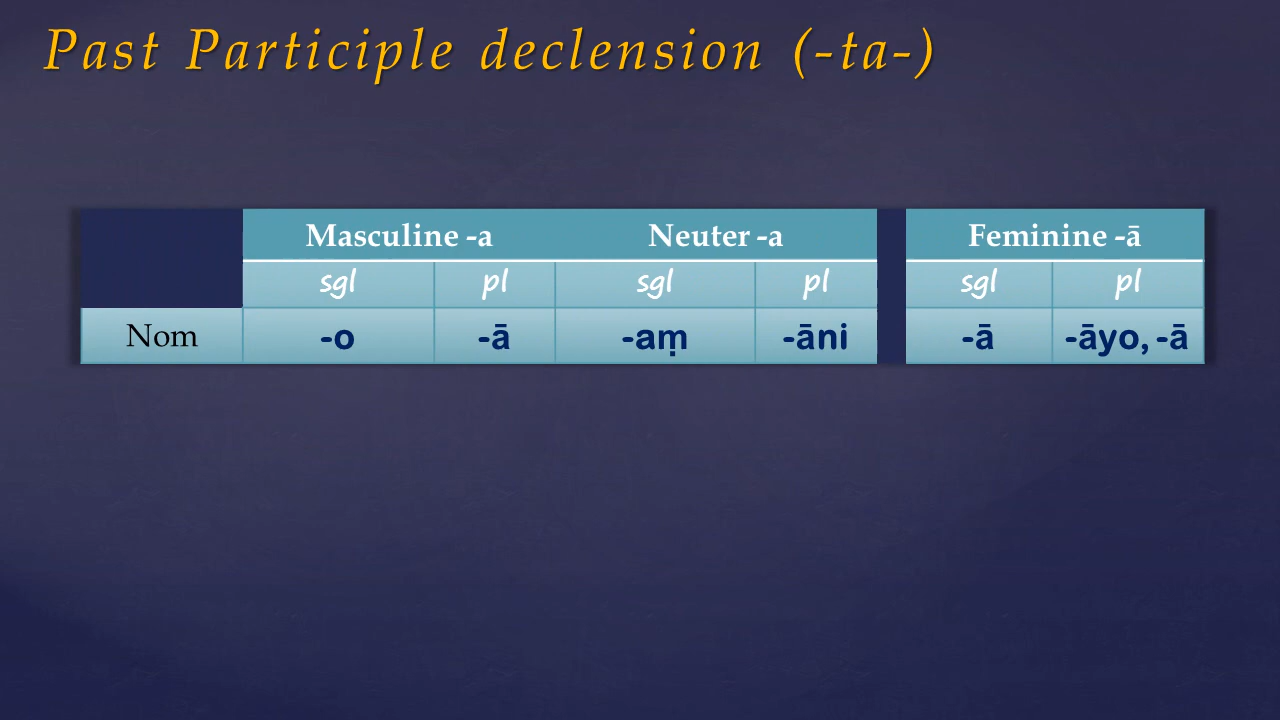 Past Participle declension (-ta-)
Masculine -a Neuter -a Feminine -ā
sgl pl sgl pl sgl pl
Nom -o -ā -aṃ -āni -ā -āyo, -ā